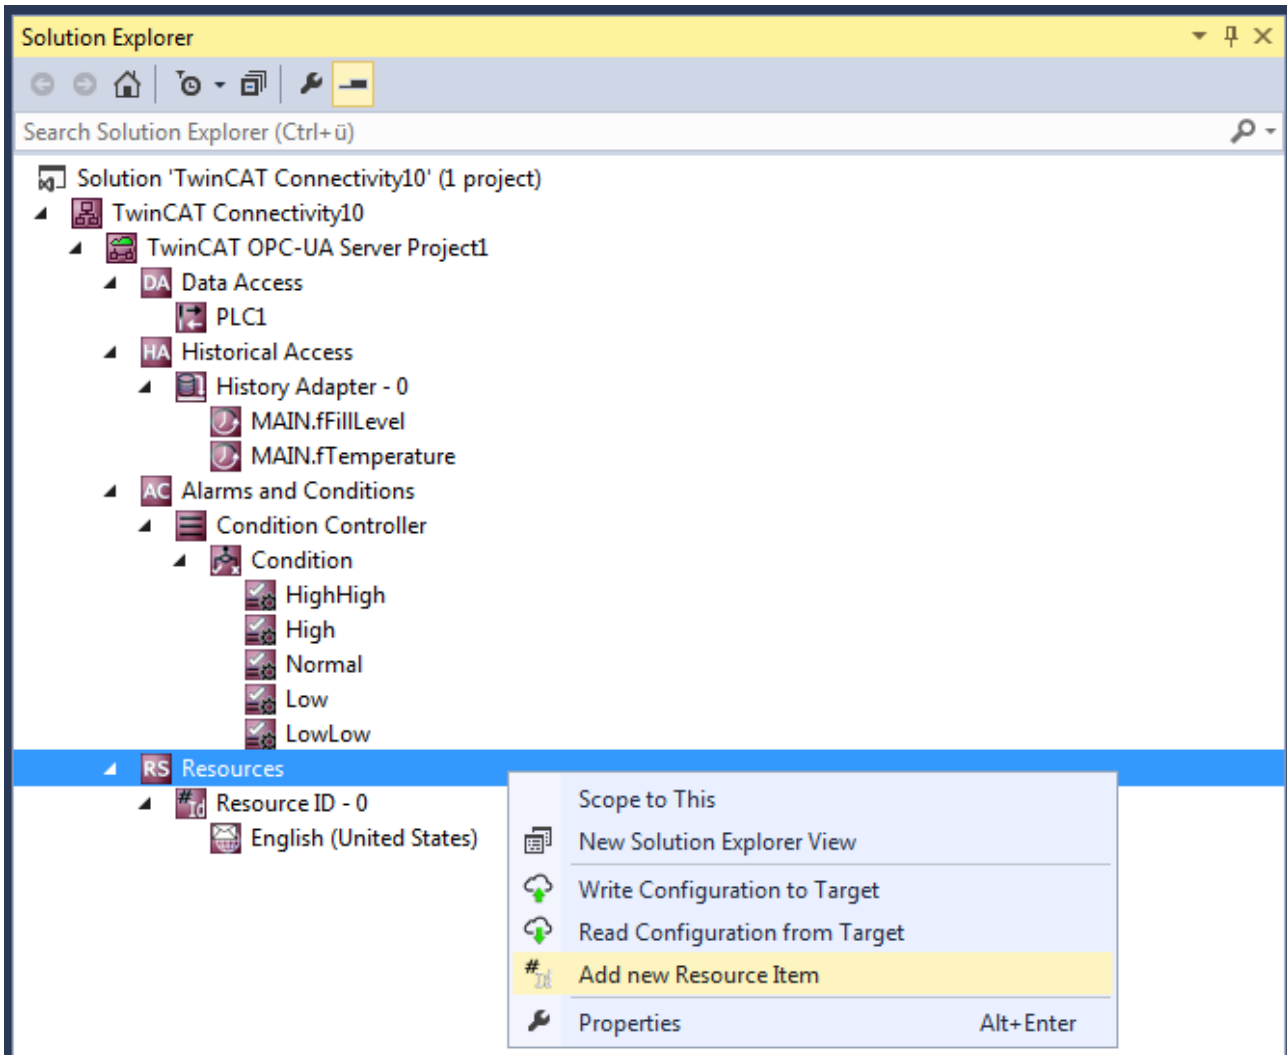 Solution Explorer
Search Solution Explorer (Ctrl+ü)
Solution 'TwinCAT Connectivity10' (1 project)
TwinCAT Connectivity10
TwinCAT OPC-UA Server Project1
DA Data Access
PLC1
HA Historical Access
History Adapter - 0
MAIN.fFillLevel
MAIN.fTemperature
AC Alarms and Conditions
Condition Controller
Condition
HighHigh
High
Normal
Low
LowLow
RS Resources
#Id Resource ID - 0
English (United States)
Scope to This
New Solution Explorer View
Write Configuration to Target
Read Configuration from Target
#Id Add new Resource Item
Properties Alt+Enter